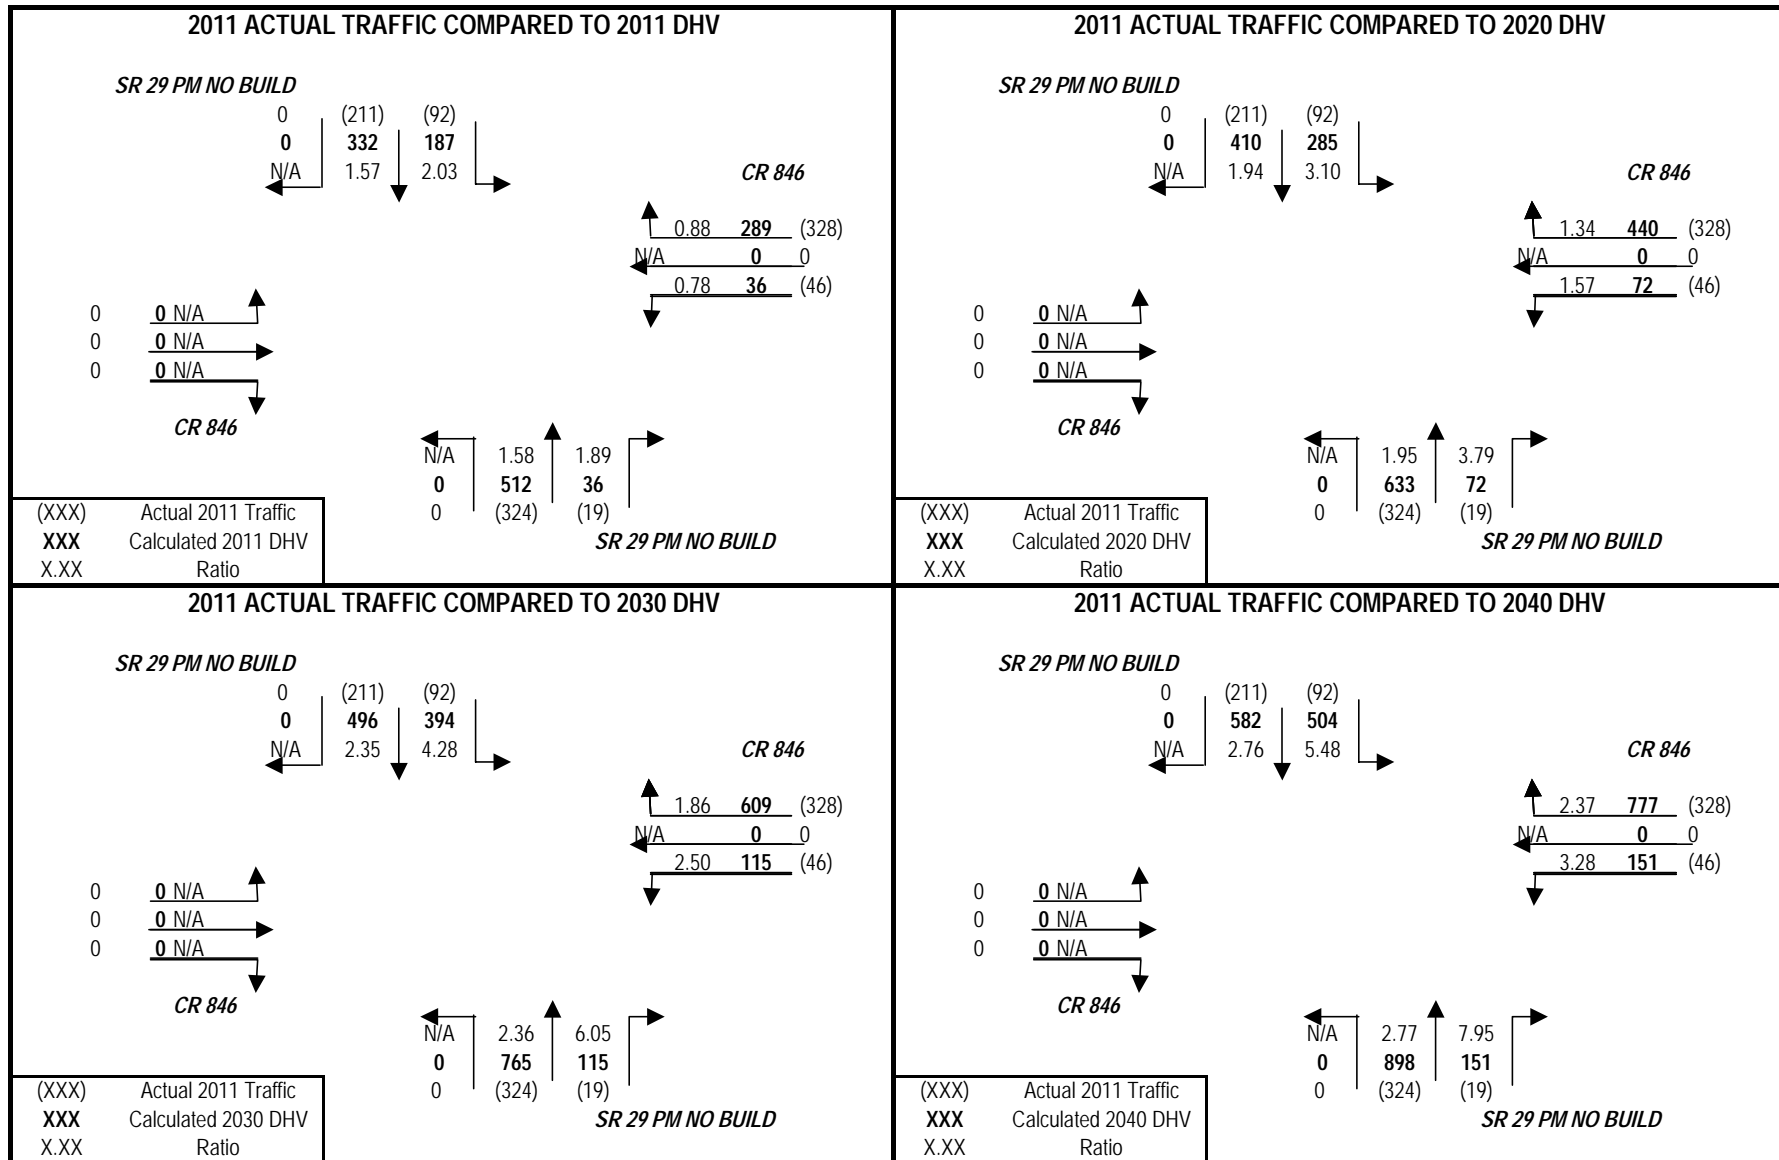 2011 ACTUAL TRAFFIC COMPARED TO 2011 DHV
SR 29 PM NO BUILD
0 (211) (92)
0 332 187
N/A 1.57 2.03
CR 846
0.88 289 (328)
N/A 0 0
0.78 36 (46)
0 0 N/A
0 0 N/A
0 0 N/A
CR 846
N/A 1.58 1.89
0 512 36
0 (324) (19)
SR 29 PM NO BUILD
(XXX) Actual 2011 Traffic
XXX Calculated 2011 DHV
X.XX Ratio
2011 ACTUAL TRAFFIC COMPARED TO 2020 DHV
SR 29 PM NO BUILD
0 (211) (92)
0 410 285
N/A 1.94 3.10
CR 846
1.34 440 (328)
N/A 0 0
1.57 72 (46)
0 0 N/A
0 0 N/A
0 0 N/A
CR 846
N/A 1.95 3.79
0 633 72
0 (324) (19)
SR 29 PM NO BUILD
(XXX) Actual 2011 Traffic
XXX Calculated 2020 DHV
X.XX Ratio
2011 ACTUAL TRAFFIC COMPARED TO 2030 DHV
SR 29 PM NO BUILD
0 (211) (92)
0 496 394
N/A 2.35 4.28
CR 846
1.86 609 (328)
N/A 0 0
2.50 115 (46)
0 0 N/A
0 0 N/A
0 0 N/A
CR 846
N/A 2.36 6.05
0 765 115
0 (324) (19)
SR 29 PM NO BUILD
(XXX) Actual 2011 Traffic
XXX Calculated 2030 DHV
X.XX Ratio
2011 ACTUAL TRAFFIC COMPARED TO 2040 DHV
SR 29 PM NO BUILD
0 (211) (92)
0 582 504
N/A 2.76 5.48
CR 846
2.37 777 (328)
N/A 0 0
3.28 151 (46)
0 0 N/A
0 0 N/A
0 0 N/A
CR 846
N/A 2.77 7.95
0 898 151
0 (324) (19)
SR 29 PM NO BUILD
(XXX) Actual 2011 Traffic
XXX Calculated 2040 DHV
X.XX Ratio